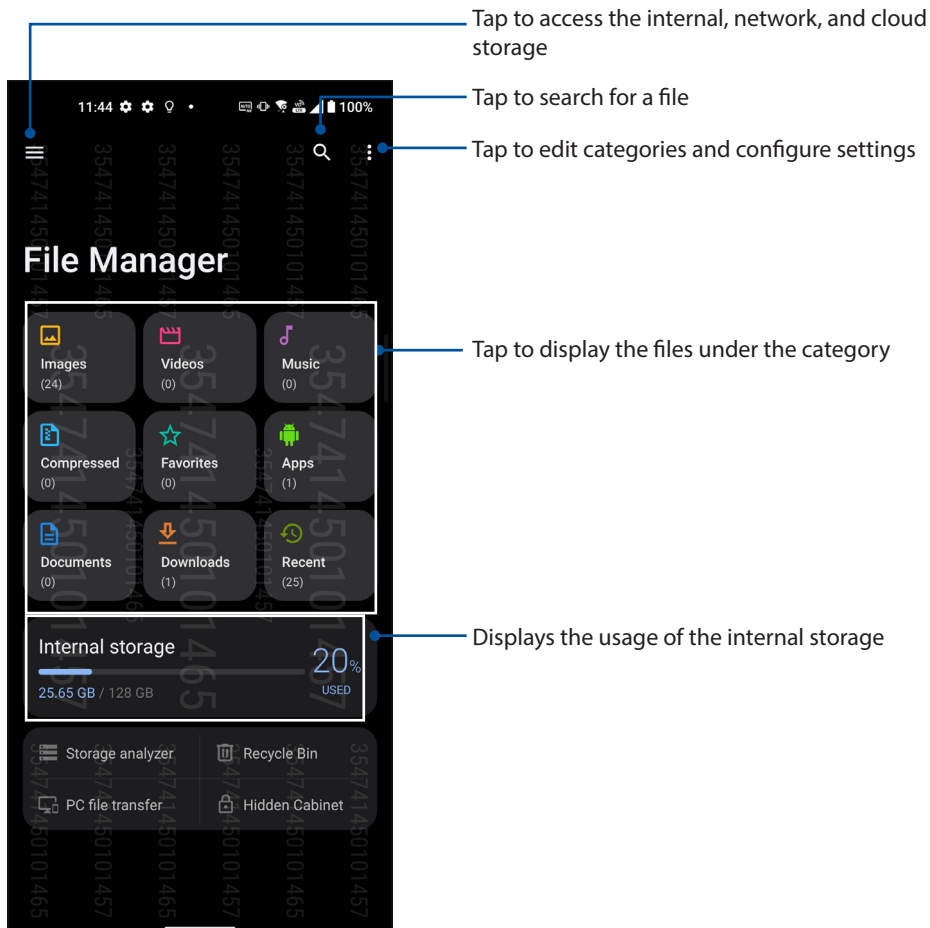 Tap to access the internal, network, and cloud
storage
11:44
100%
Tap to search for a file
Tap to edit categories and configure settings
File Manager
Images
(24)
Videos
(0)
Music
(0)
Tap to display the files under the category
Compressed
(0)
Favorites
(0)
Apps
(1)
Documents
(0)
Downloads
(1)
Recent
(25)
Internal storage
25.65 GB / 128 GB
20%
USED
Displays the usage of the internal storage
Storage analyzer
Recycle Bin
PC file transfer
Hidden Cabinet
354741450101457
354741450101465